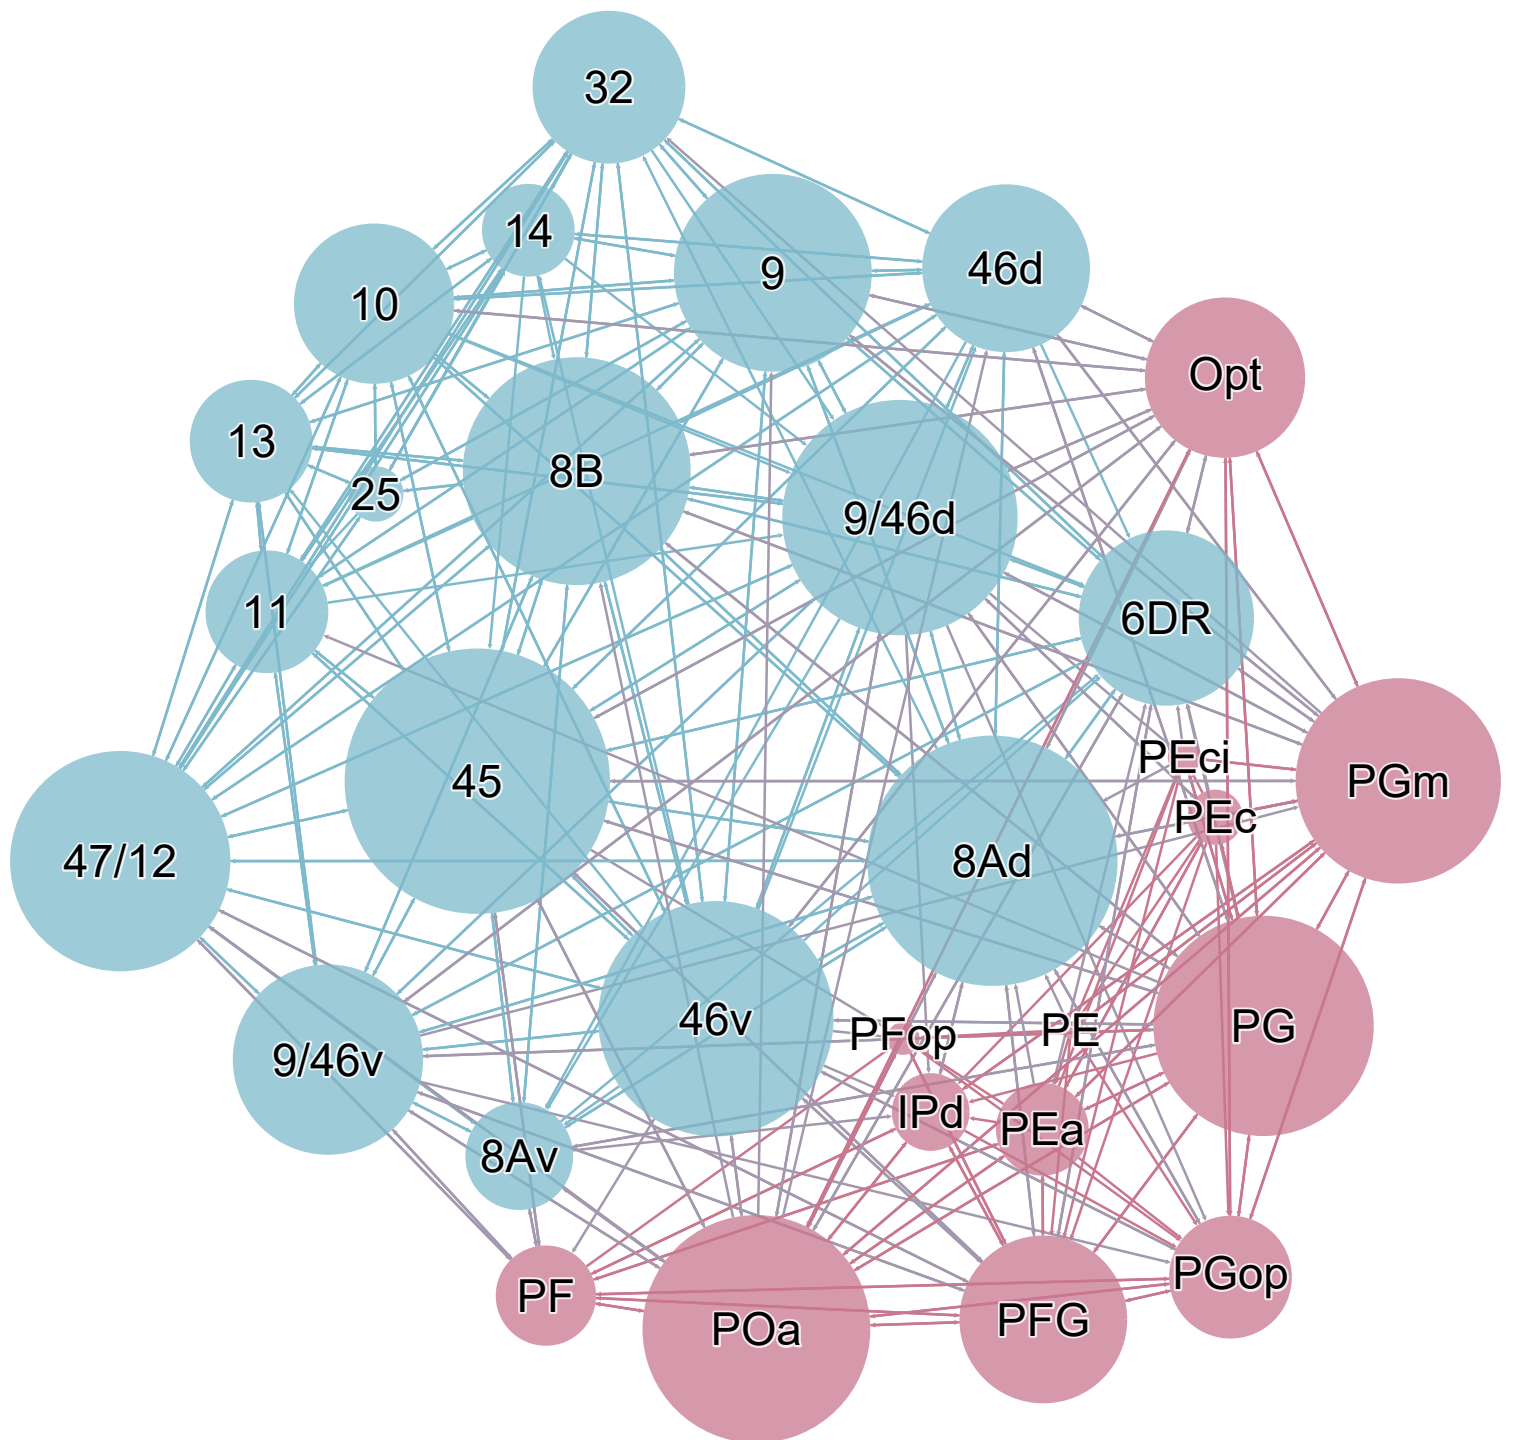 32
14
9
46d
10
Opt
13
8B
25
9/46d
11
6DR
PEci
45
PGm
PEc
47/12
8Ad
46v
PG
PFop
PE
9/46v
IPd
PEa
8Av
PGop
PF
PFG
POa